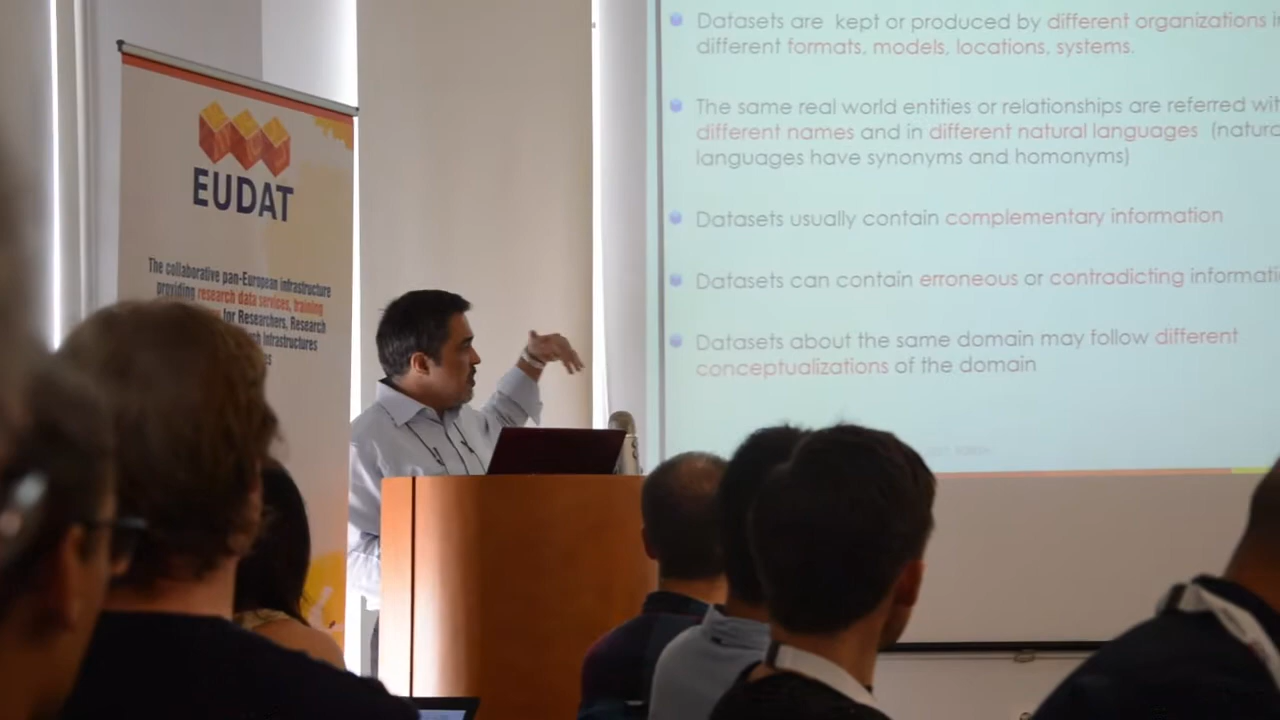 EUDAT
The collaborative pan-European infrastructure
providing research data services, training
for Researchers, Research
Infrastructures
Datasets are kept or produced by different organizations
different formats, models, locations, systems.
The same real world entities or relationships are referred
different names and in different natural languages
languages have synonyms and homonyms)
Datasets usually contain complementary information
Datasets can contain erroneous or contradicting
Datasets about the same domain may follow different
conceptualizations of the domain